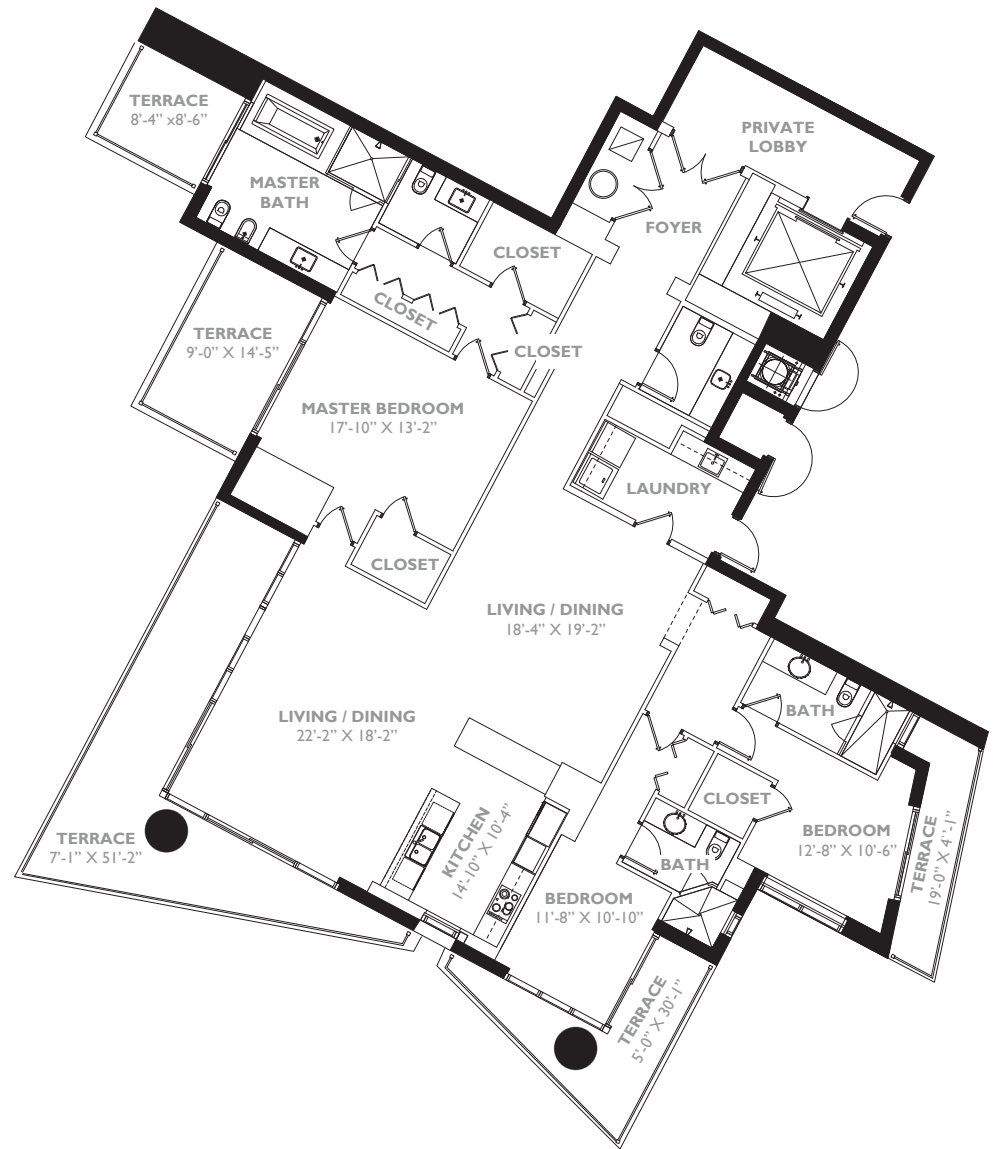 TERRACE
8'-4" x8'-6"
PRIVATE
LOBBY
MASTER
BATH
FOYER
CLOSET
CLOSET
TERRACE
9'-0" X 14'-5"
CLOSET
MASTER BEDROOM
17'-10" X 13'-2"
LAUNDRY
CLOSET
LIVING / DINING
18'-4" X 19'-2"
LIVING / DINING
22'-2" X 18'-2"
BATH
CLOSET
TERRACE
7'-1" X 51'-2"
KITCHEN
14'-10" X 10'-4"
BEDROOM
12'-8" X 10'-6"
TERRACE
19'-0" X 4'-1"
BATH
BEDROOM
11'-8" X 10'-10"
TERRACE
5'-0" X 30'-1"